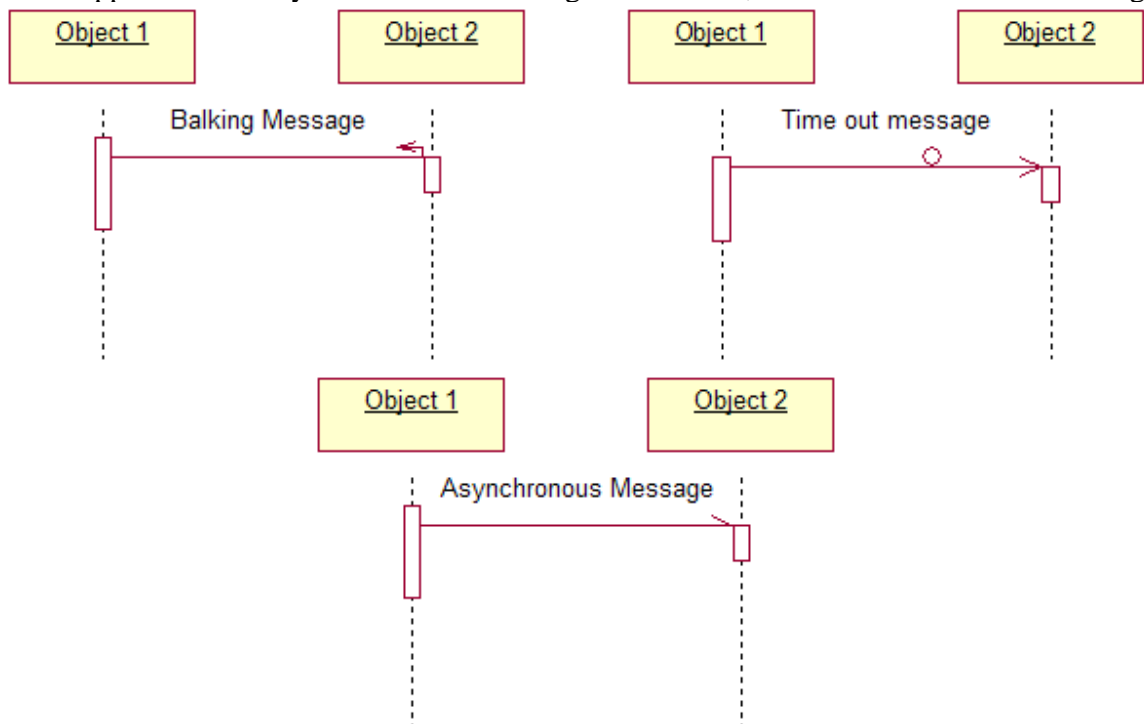 Object 1 Object 2 Object 1 Object 2
Balking Message Time out message
Object 1 Object 2
Asynchronous Message